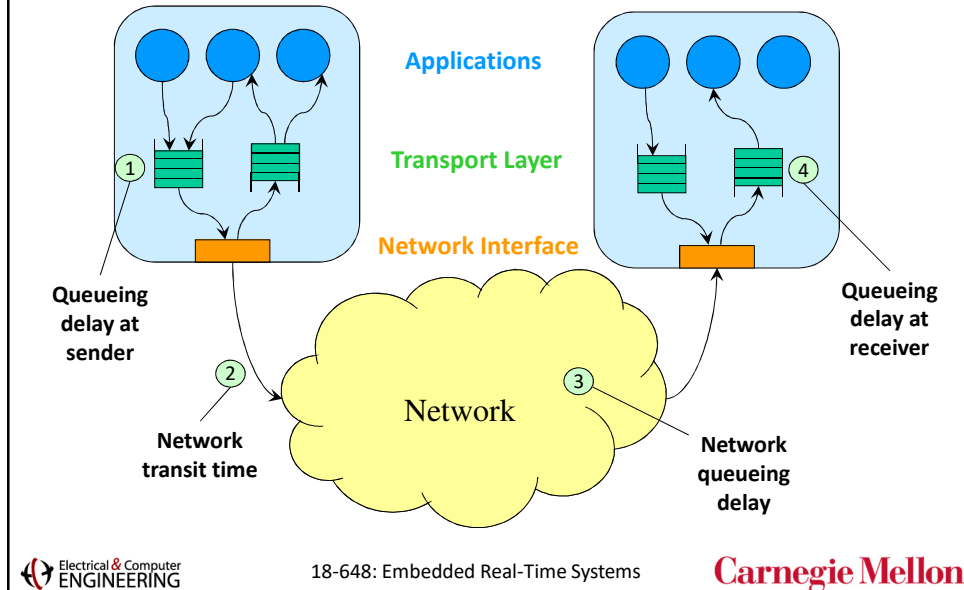 Applications
Transport Layer
Network Interface
1
4
Queueing
delay at
sender
Queueing
delay at
receiver
2
3
Network
Network
transit time
Network
queueing
delay
Electrical & Computer
ENGINEERING
18-648: Embedded Real-Time Systems
Carnegie Mellon